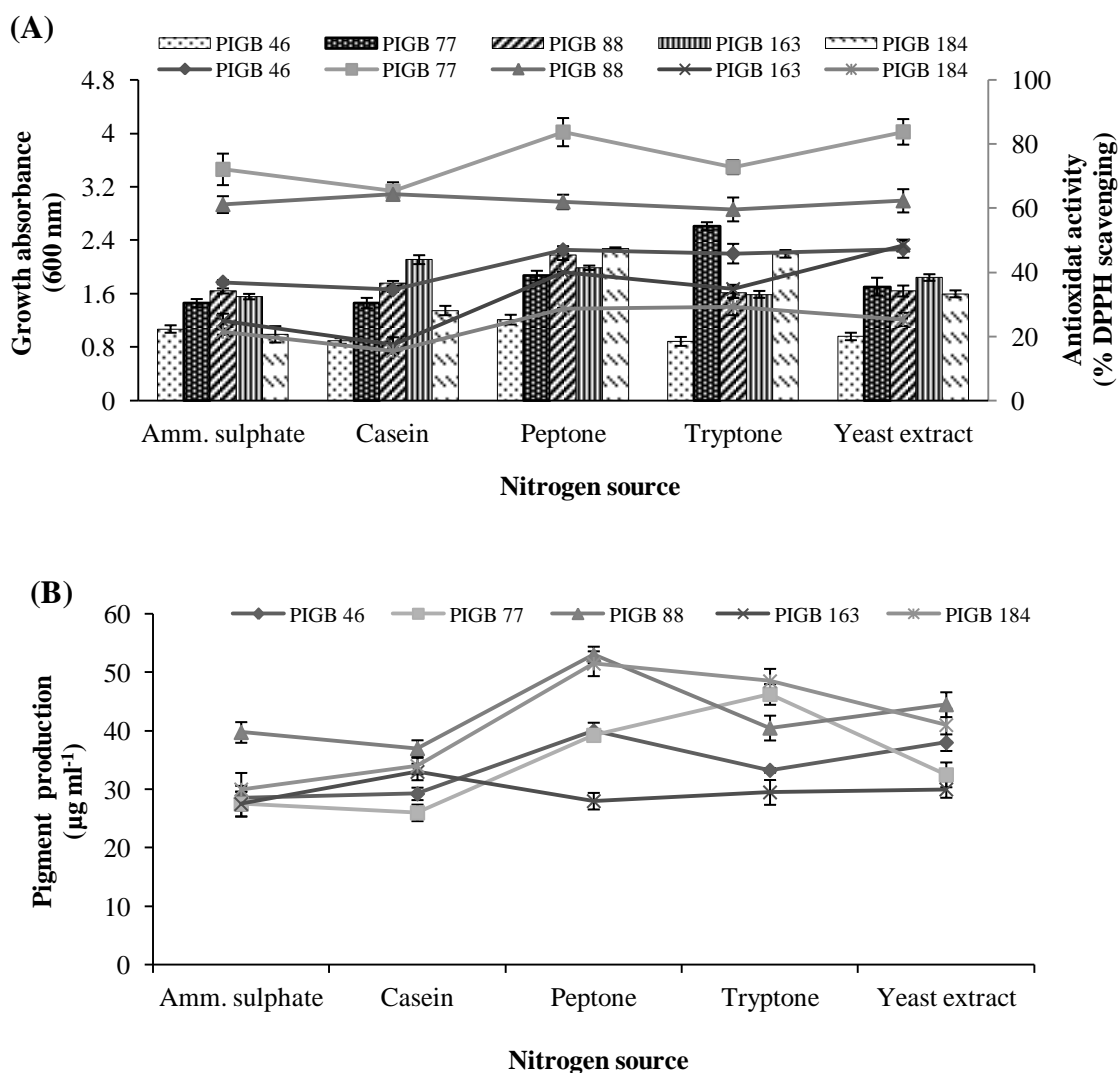 (A)
PIGB 46 PIGB 77 PIGB 88 PIGB 163 PIGB 184
PIGB 46 PIGB 77 PIGB 88 PIGB 163 PIGB 184
4.8
4
3.2
2.4
1.6
0.8
0
Growth absorbance
(600 nm)
100
80
60
40
20
0
Antioxidat activity
(% DPPH scavenging)
Amm. sulphate Casein Peptone Tryptone Yeast extract
Nitrogen source
(B)
PIGB 46 PIGB 77 PIGB 88 PIGB 163 PIGB 184
60
50
40
30
20
10
0
Pigment production
(µg ml-1)
Amm. sulphate Casein Peptone Tryptone Yeast extract
Nitrogen source